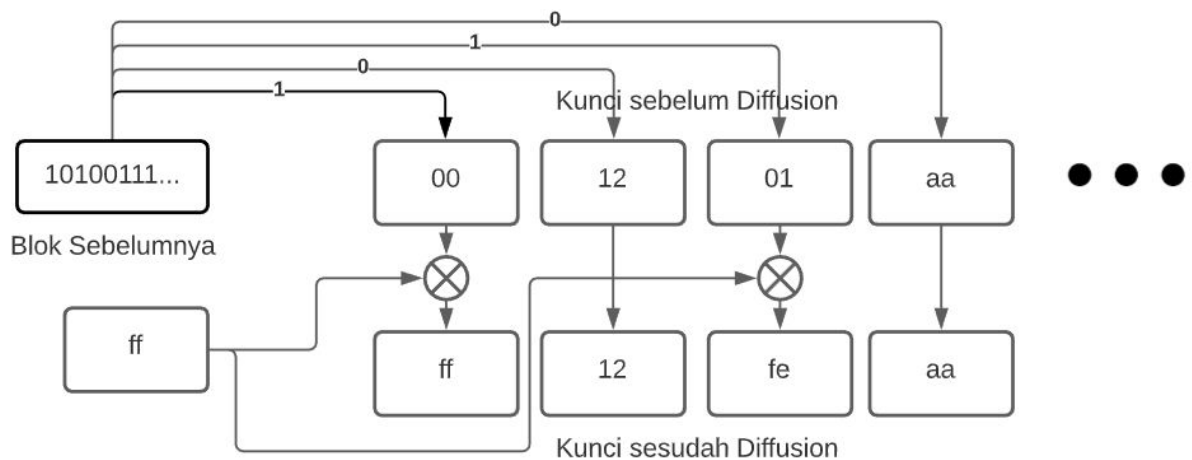 0
1
0
1
Kunci sebelum Diffusion
10100111...
00
12
01
aa
Blok Sebelumnya
ff
ff
12
fe
aa
Kunci sesudah Diffusion